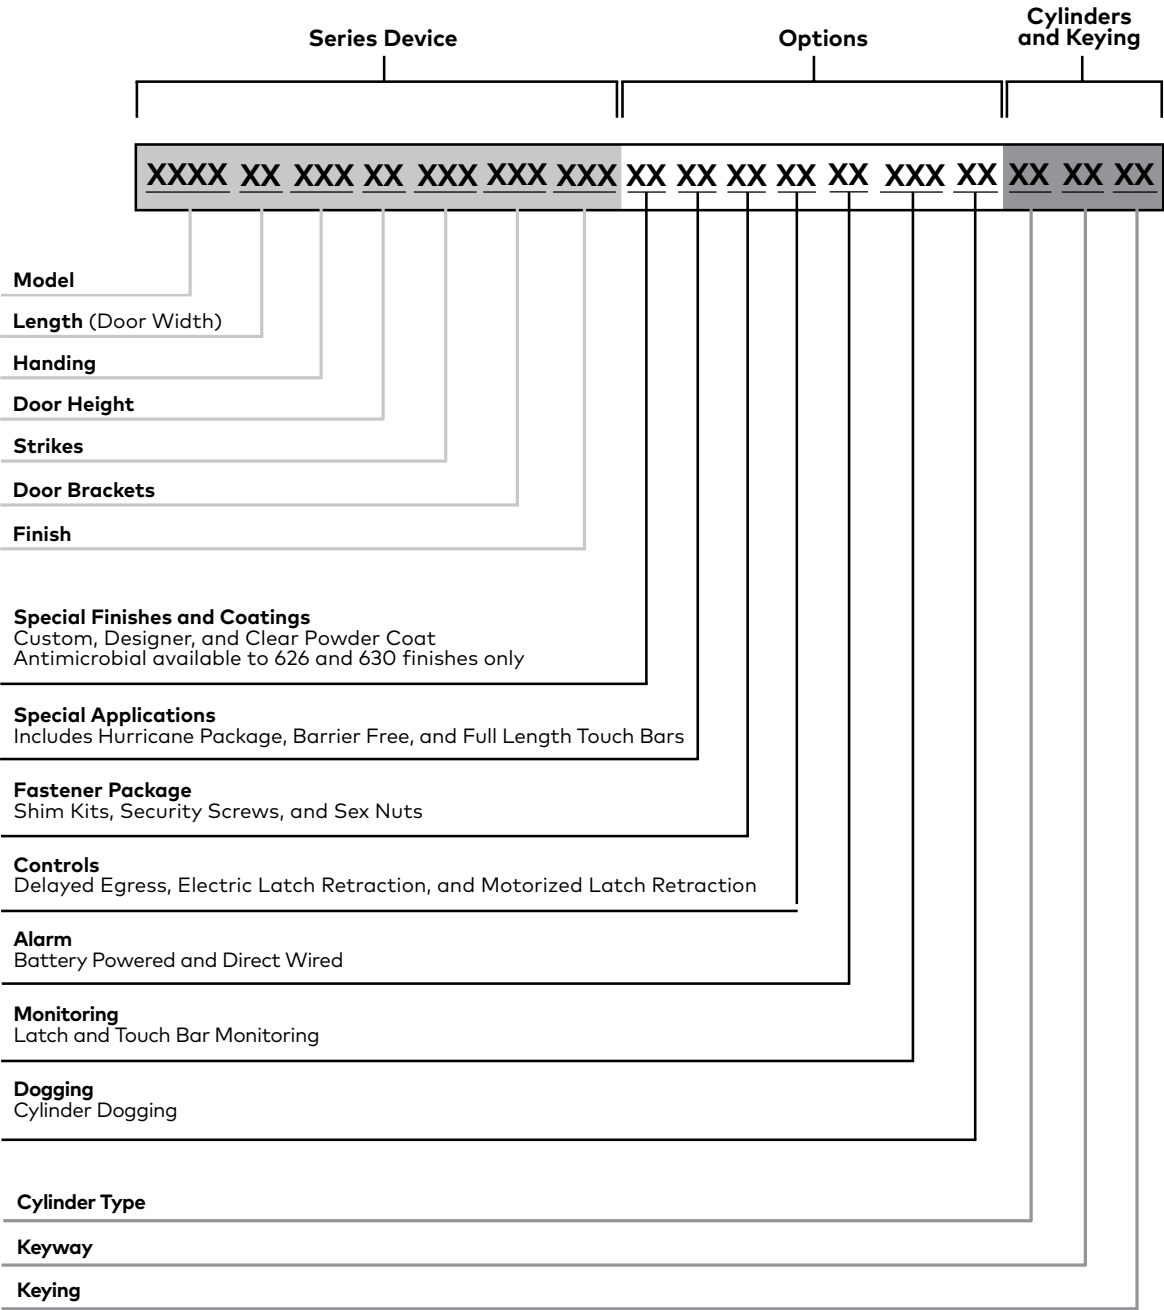 Series Device
Options
Cylinders
and Keying
XXXX XX XXX XX XXX XXX XXX XX XX XX XX XX XXX XX XX XX XX
Model
Length (Door Width)
Handing
Door Height
Strikes
Door Brackets
Finish
Special Finishes and Coatings
Custom, Designer, and Clear Powder Coat
Antimicrobial available to 626 and 630 finishes only
Special Applications
Includes Hurricane Package, Barrier Free, and Full Length Touch Bars
Fastener Package
Shim Kits, Security Screws, and Sex Nuts
Controls
Delayed Egress, Electric Latch Retraction, and Motorized Latch Retraction
Alarm
Battery Powered and Direct Wired
Monitoring
Latch and Touch Bar Monitoring
Dogging
Cylinder Dogging
Cylinder Type
Keyway
Keying